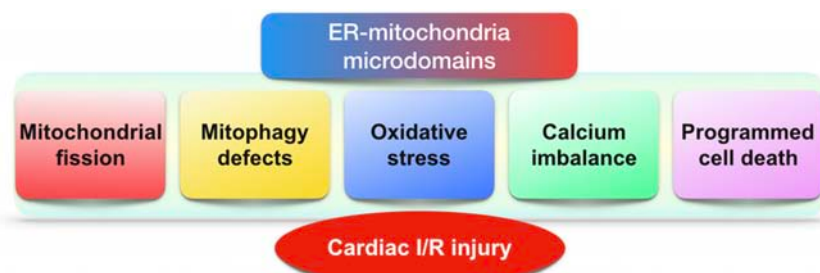 ER-mitochondria
microdomains
Mitochondrial
fission
Mitophagy
defects
Oxidative
stress
Calcium
imbalance
Programmed
cell death
Cardiac I/R injury